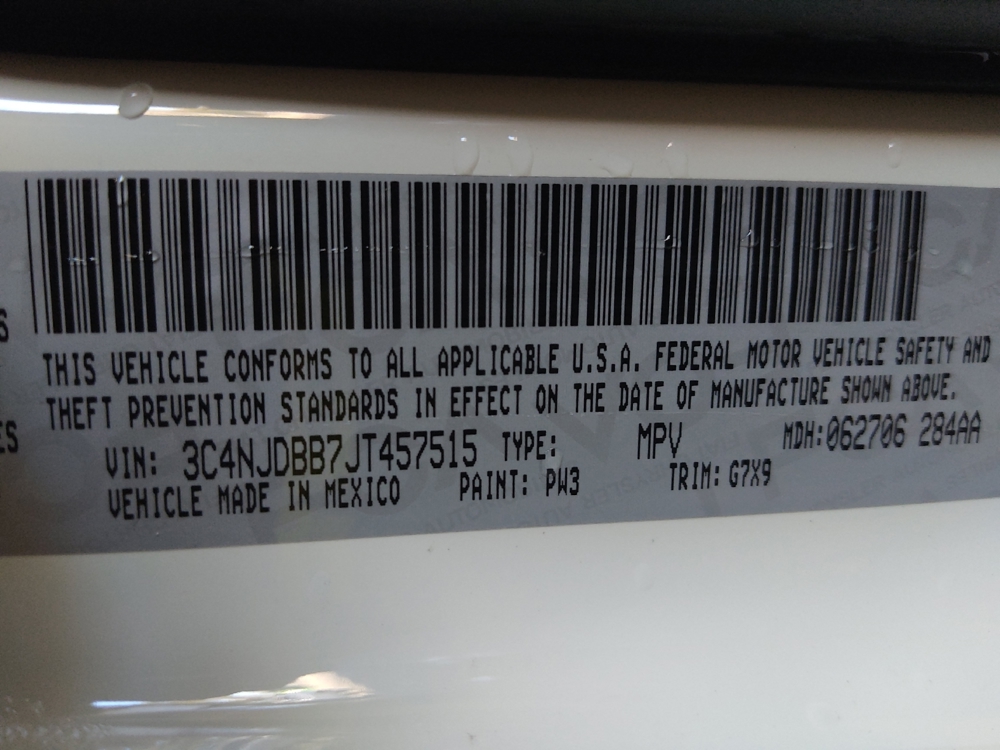 THIS VEHICLE CONFORMS TO ALL APPLICABLE U.S.A. FEDERAL MOTOR VEHICLE SAFETY AND
THEFT PREVENTION STANDARDS IN EFFECT ON THE DATE OF MANUFACTURE SHOWN ABOVE.
VIN: 3C4NJDBB7JT457515 TYPE: MPV MDH:062706 284AA
VEHICLE MADE IN MEXICO PAINT: PW3 TRIM: G7X9